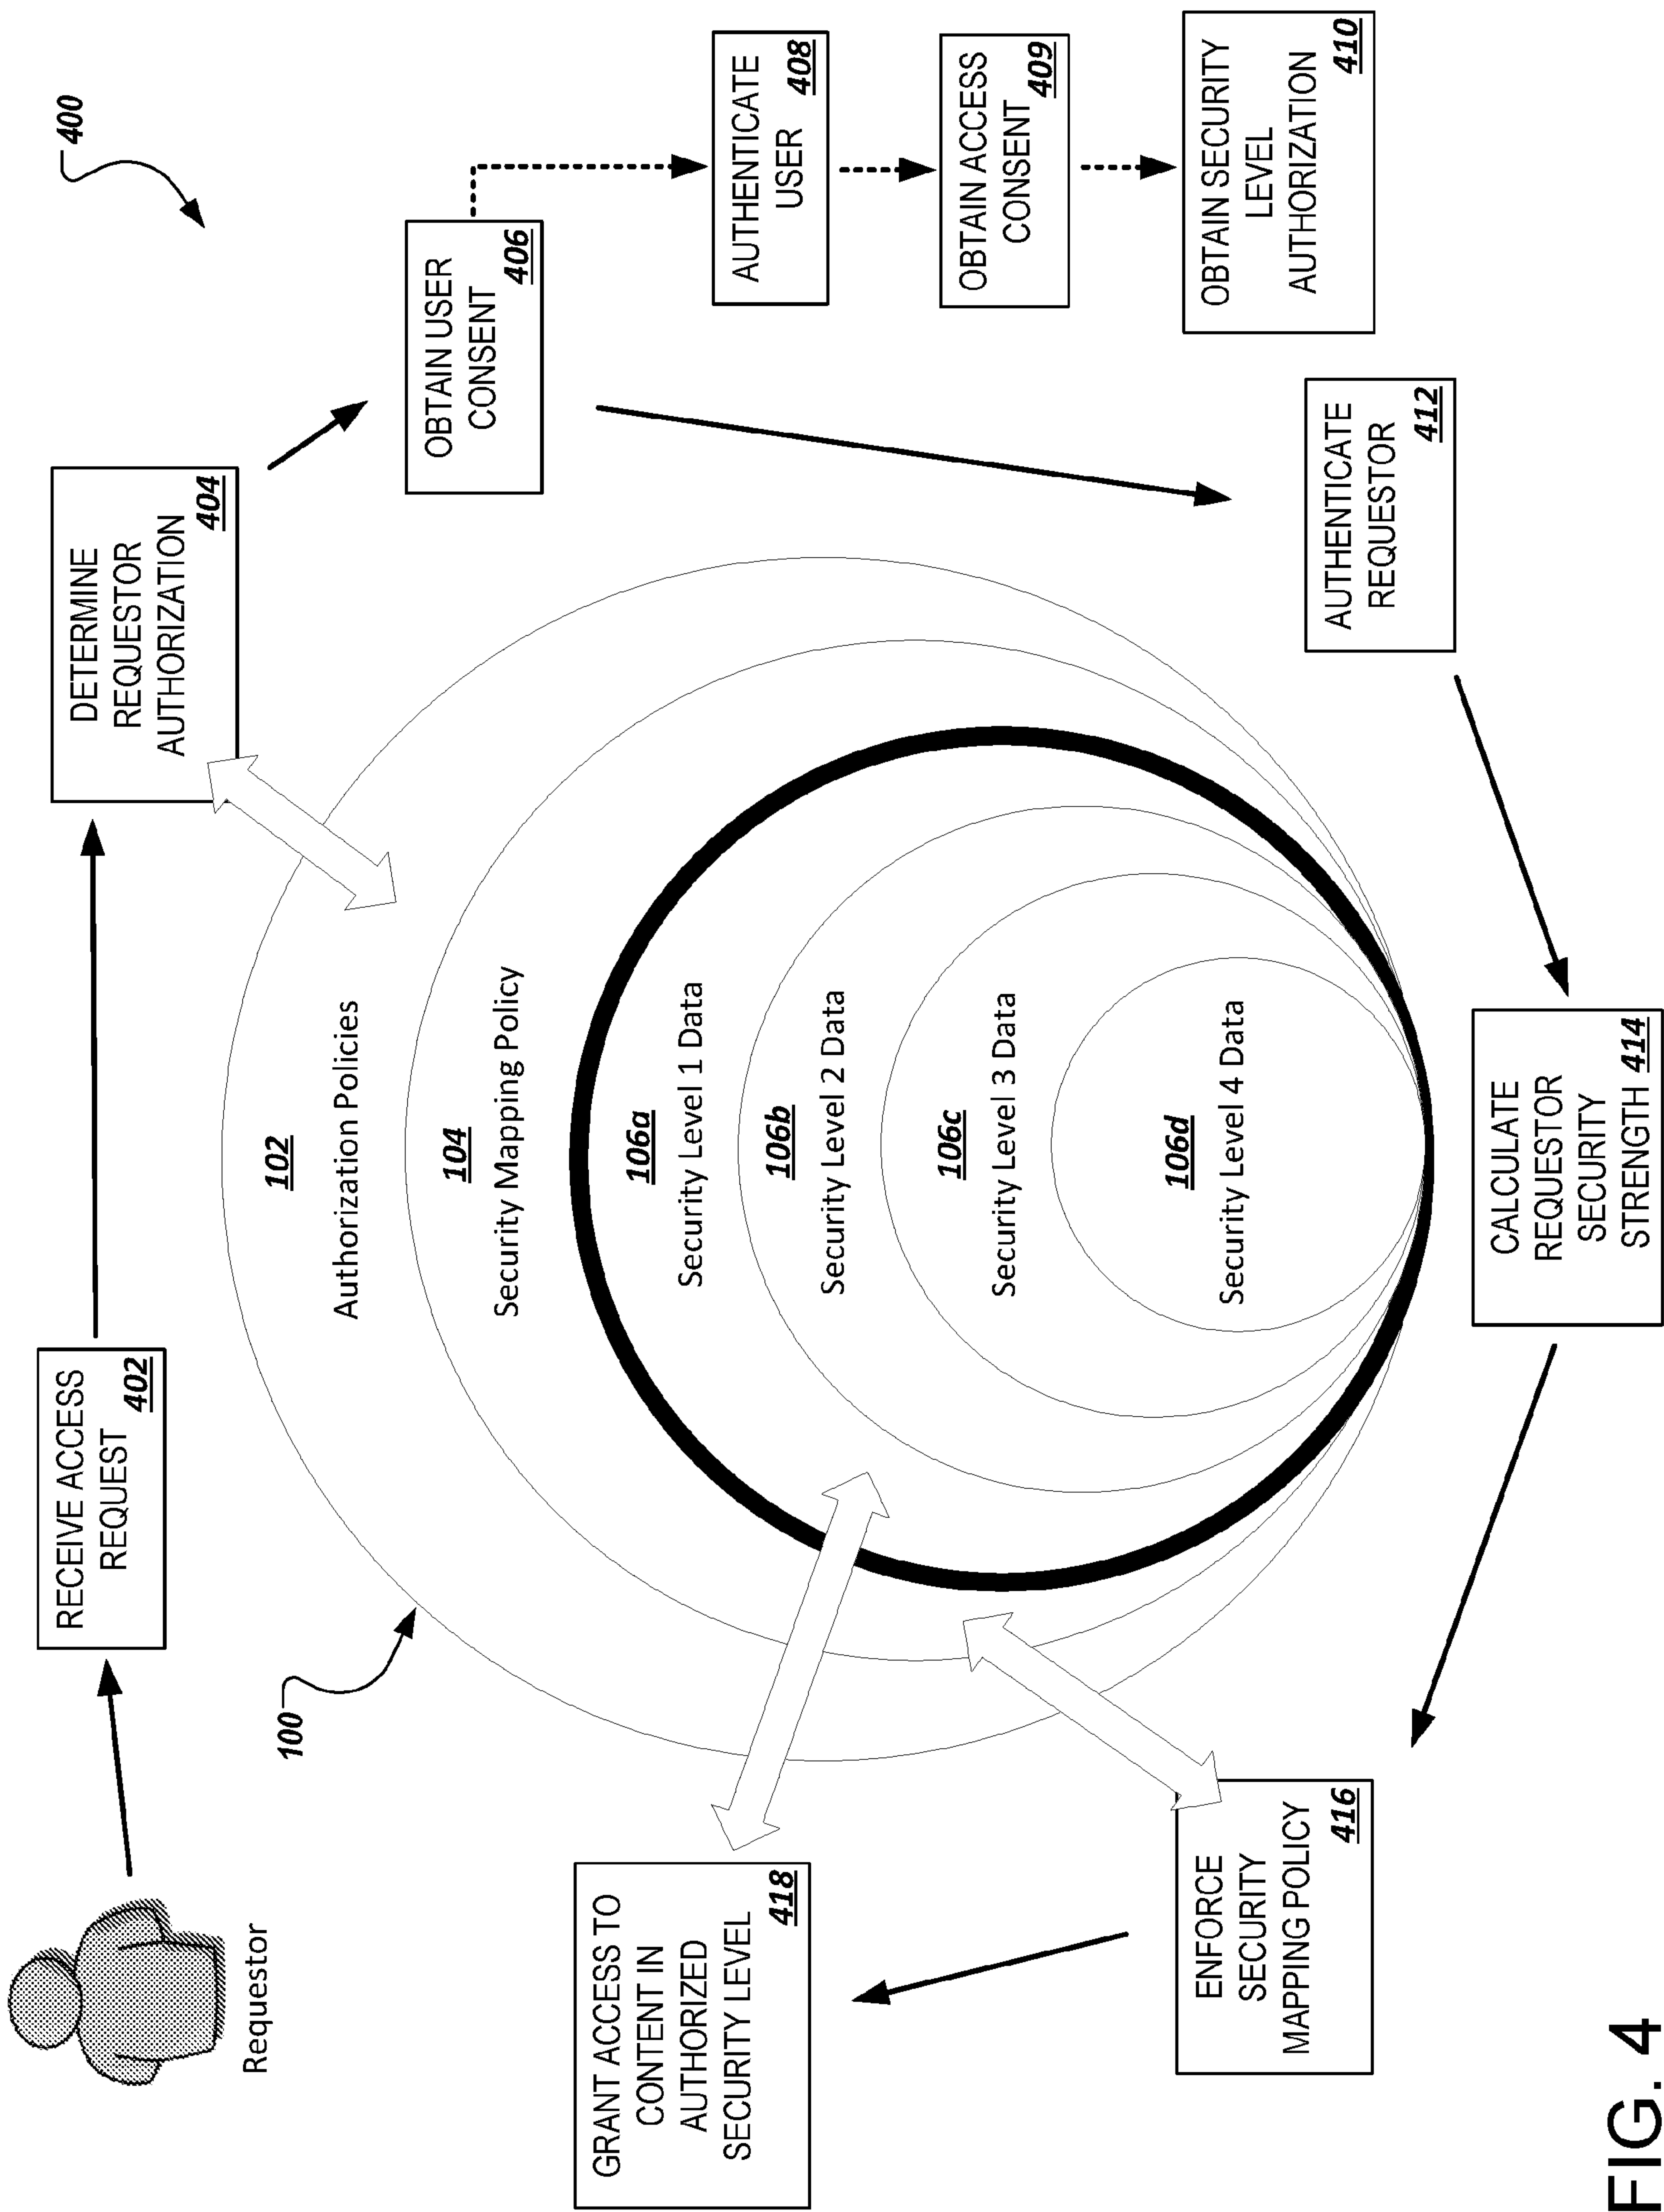 400
Requestor
RECEIVE ACCESS
REQUEST
402
DETERMINE
REQUESTOR
AUTHORIZATION
404
OBTAIN USER
CONSENT
406
AUTHENTICATE
USER
408
OBTAIN ACCESS
CONSENT
409
OBTAIN SECURITY
LEVEL
AUTHORIZATION
410
100
102
Authorization Policies
104
Security Mapping Policy
106a
Security Level 1 Data
106b
Security Level 2 Data
106c
Security Level 3 Data
106d
Security Level 4 Data
AUTHENTICATE
REQUESTOR
412
CALCULATE
REQUESTOR
SECURITY
STRENGTH 414
ENFORCE
SECURITY
MAPPING POLICY
416
GRANT ACCESS TO
CONTENT IN
AUTHORIZED
SECURITY LEVEL
418
FIG. 4